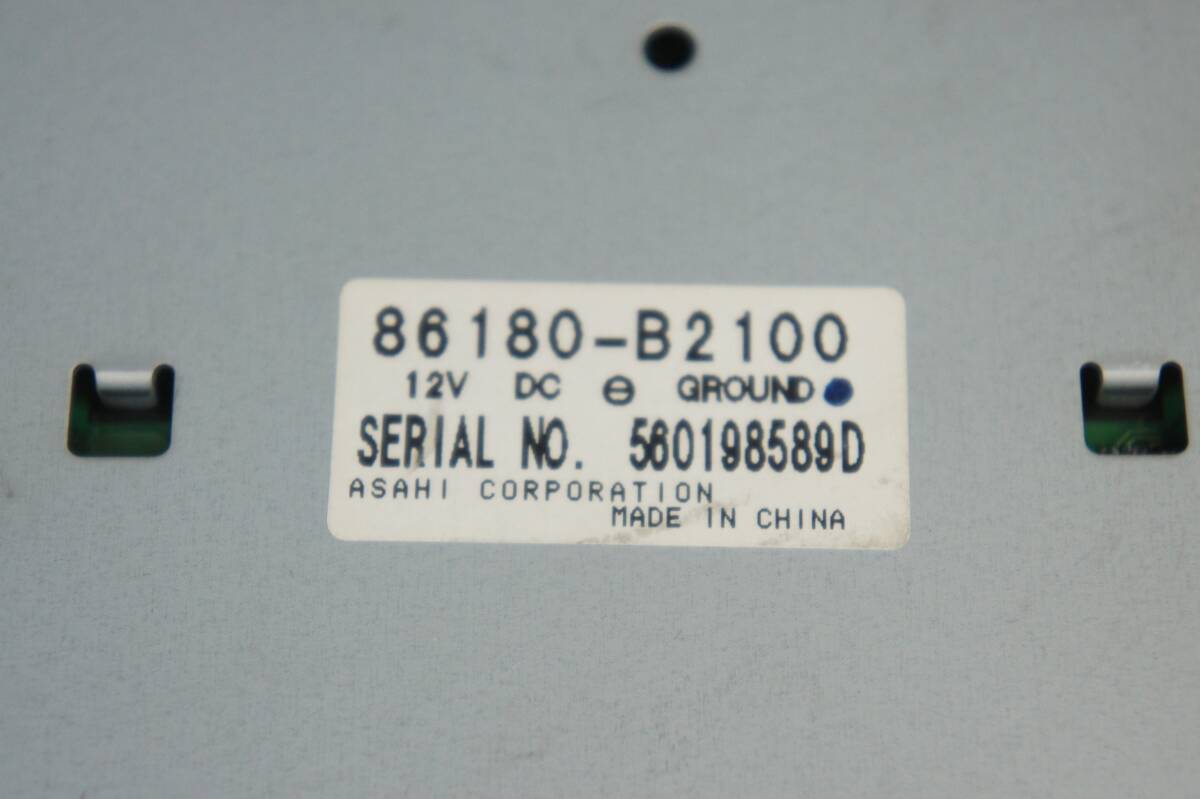 86180-B2100
12V DC ⊖ GROUND
SERIAL NO. 560198589D
ASAHI CORPORATION
MADE IN CHINA